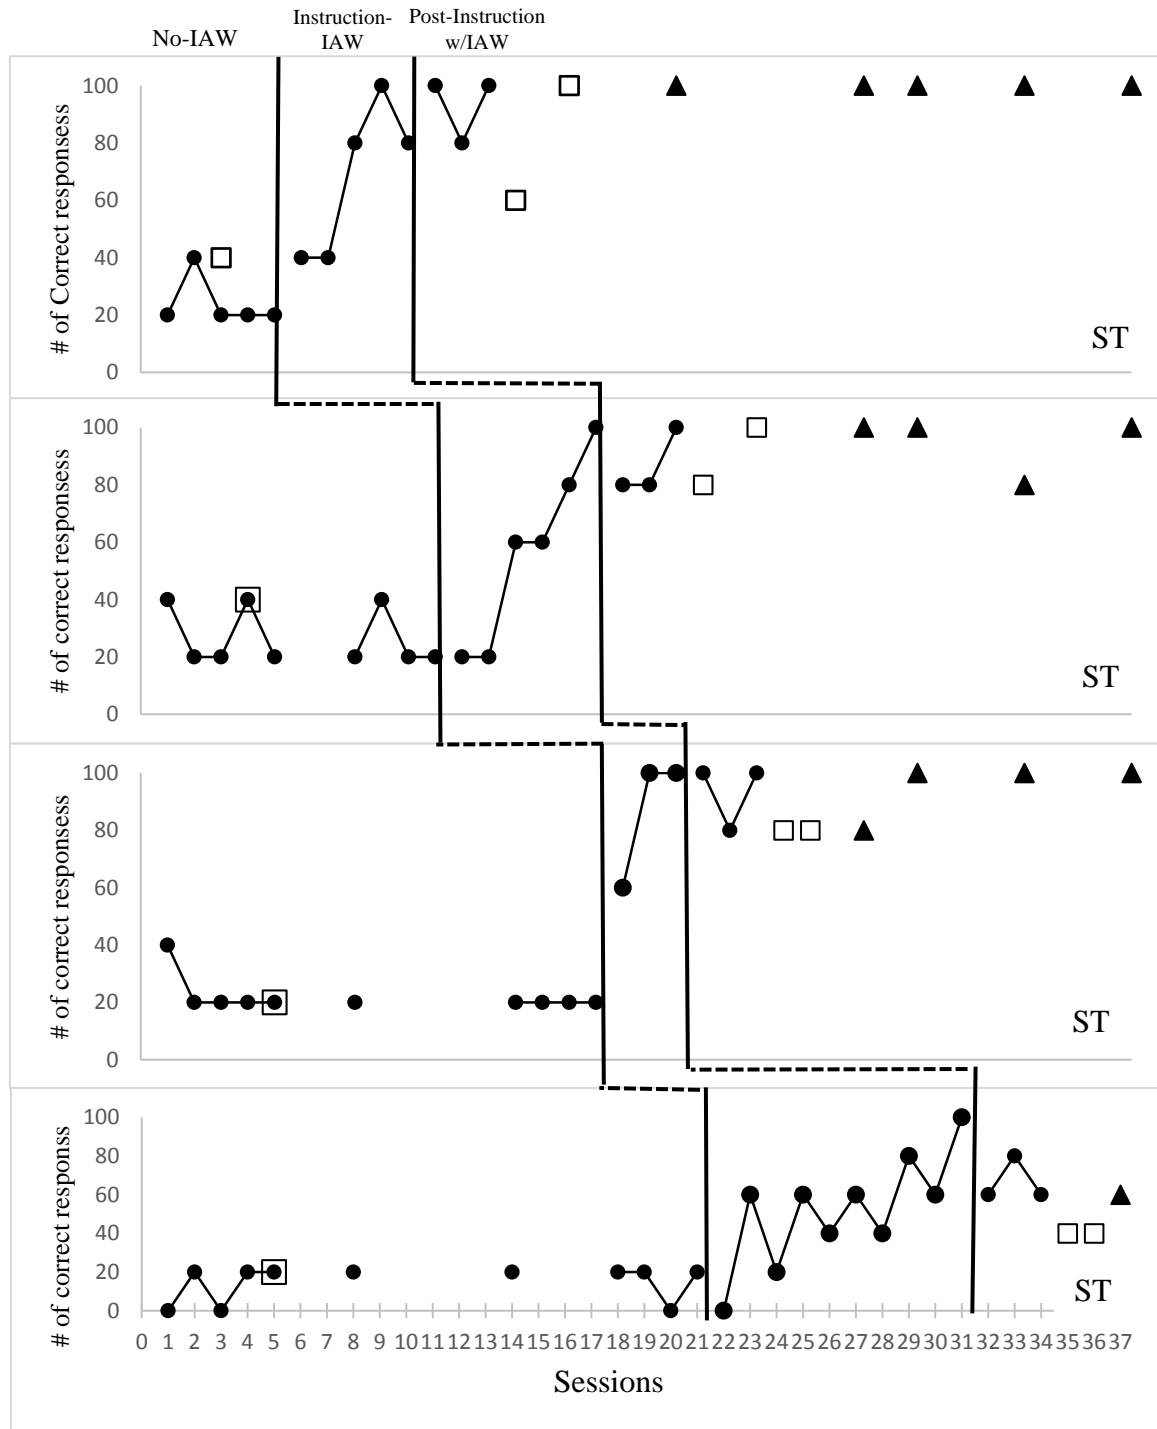 No-IAW
Instruction-
IAW
Post-Instruction
w/IAW
# of Correct responsess
100
80
60
40
20
0
ST
# of correct responsess
100
80
60
40
20
0
ST
# of correct responsess
100
80
60
40
20
0
ST
# of correct responss
100
80
60
40
20
0
ST
0 1 2 3 4 5 6 7 8 9 10 11 12 13 14 15 16 17 18 19 20 21 22 23 24 25 26 27 28 29 30 31 32 33 34 35 36 37
Sessions